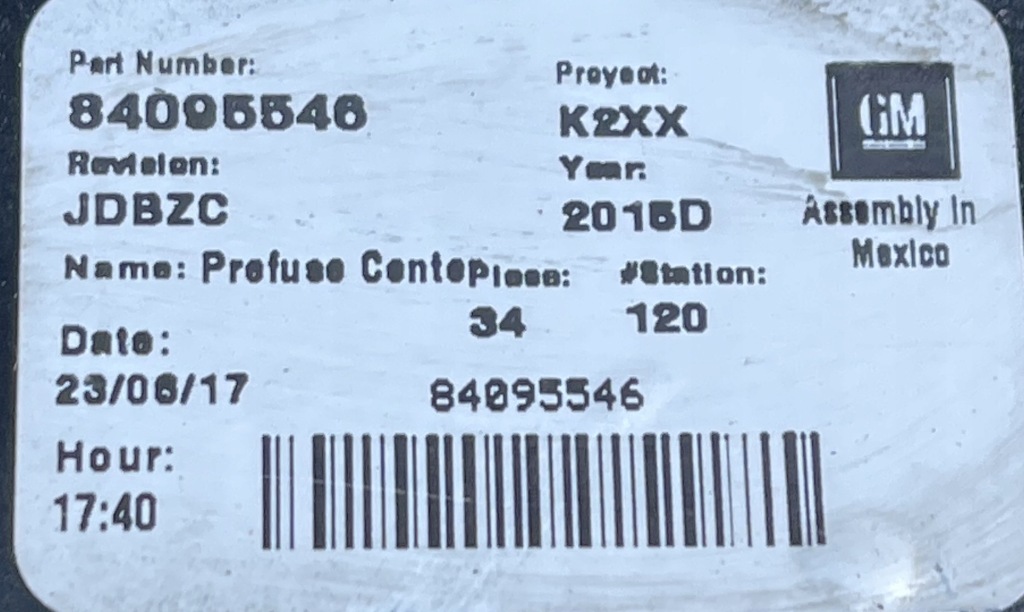 Part Number:
84095546
Revision:
JDBZC
Proyect:
K2XX
Year:
2015D
GM
Assembly In
Mexico
Name: Prefuse Center
Piece:
34
#Station:
120
Date:
23/06/17
84095546
Hour:
17:40